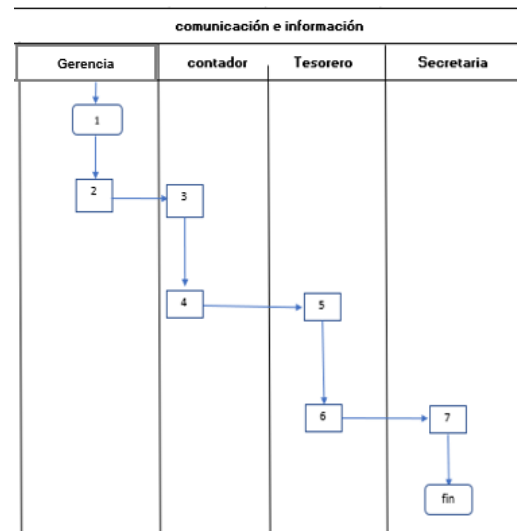 comunicación e información
Gerencia contador Tesorero Secretaria
1
2 3
4 5
6 7
fin